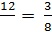 12/ = 3/8